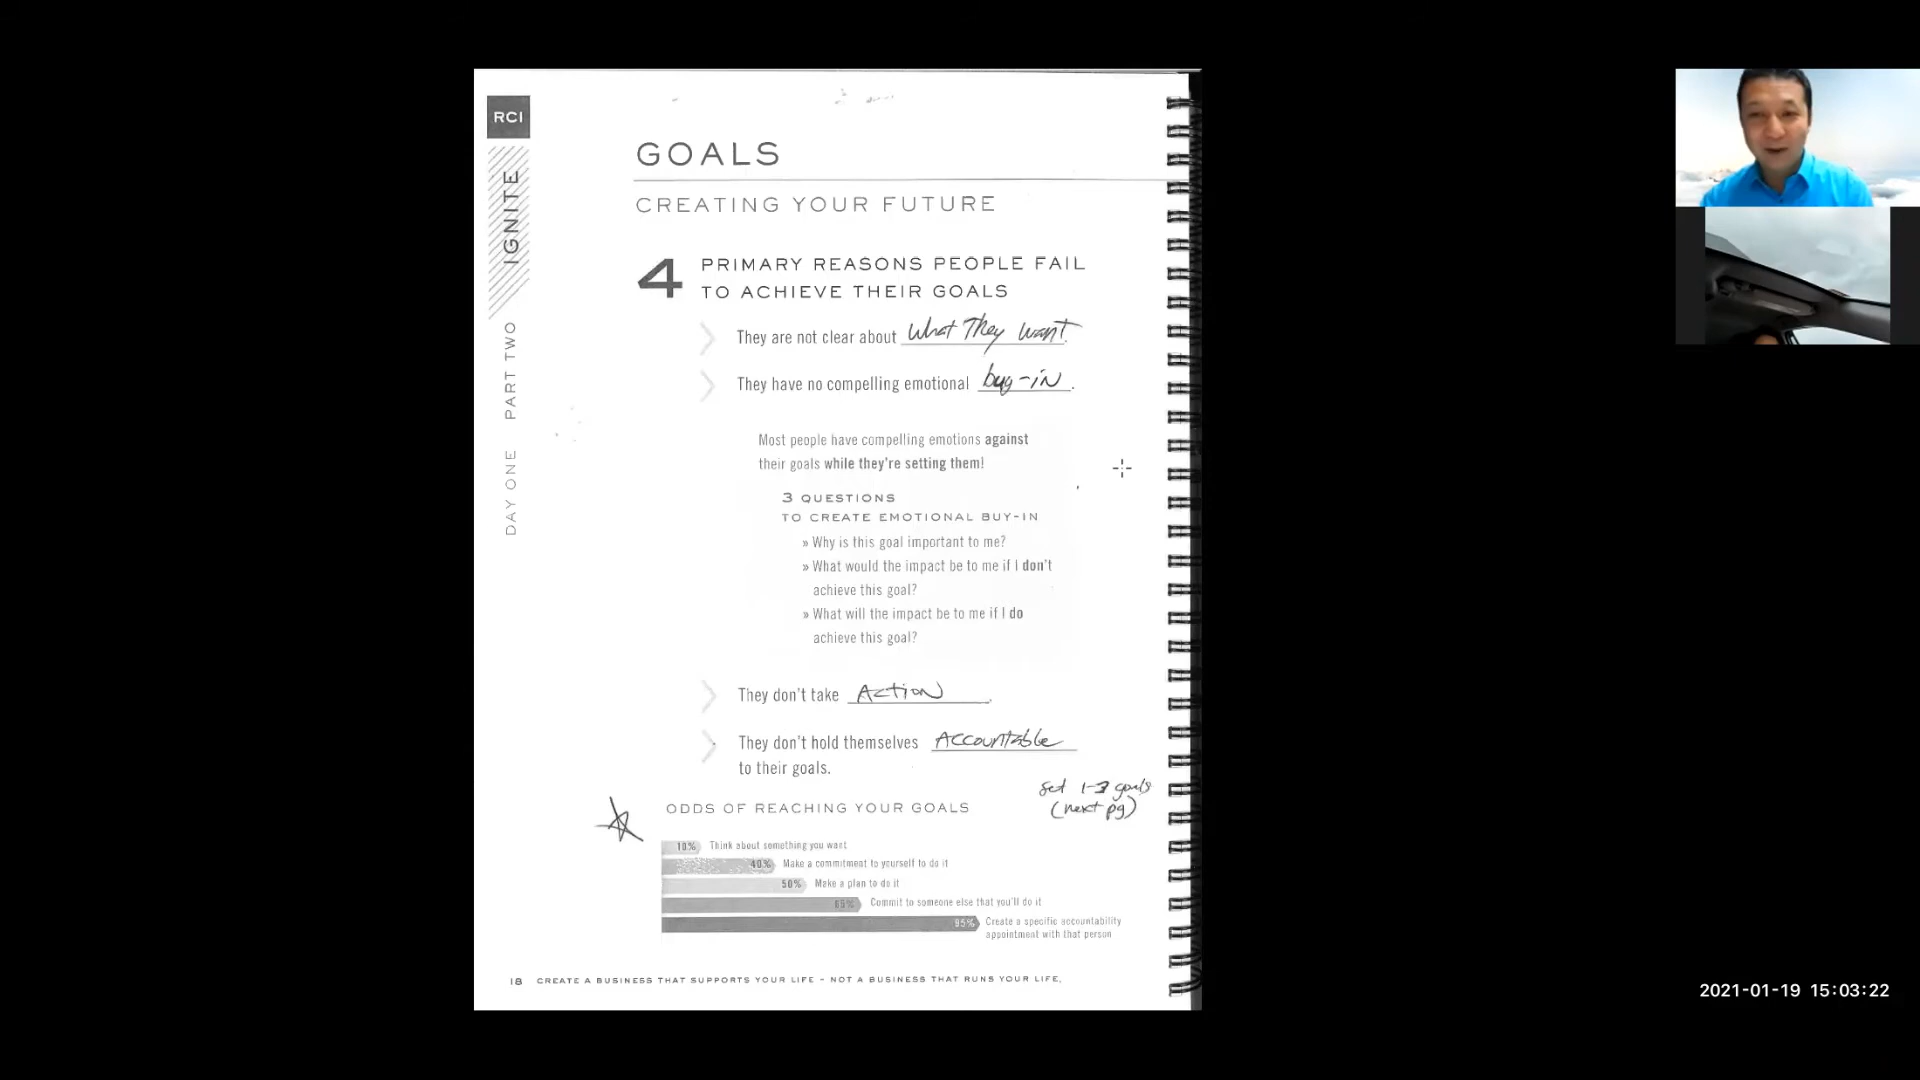 RCI
IGNITE
DAY ONE PART TWO
GOALS
CREATING YOUR FUTURE
4 PRIMARY REASONS PEOPLE FAIL
TO ACHIEVE THEIR GOALS
They are not clear about What They want.
They have no compelling emotional buy-in.
Most people have compelling emotions against
their goals while they're setting them!
3 QUESTIONS
TO CREATE EMOTIONAL BUY-IN
» Why is this goal important to me?
» What would the impact be to me if I don't
achieve this goal?
» What will the impact be to me if I do
achieve this goal?
They don't take Action.
They don't hold themselves Accountable
to their goals.
set 1-3 goals
(next pg)
ODDS OF REACHING YOUR GOALS
10% Think about something you want
40% Make a commitment to yourself to do it
50% Make a plan to do it
65% Commit to someone else that you'll do it
95% Create a specific accountability
appointment with that person
18 CREATE A BUSINESS THAT SUPPORTS YOUR LIFE – NOT A BUSINESS THAT RUNS YOUR LIFE.
2021-01-19 15:03:22